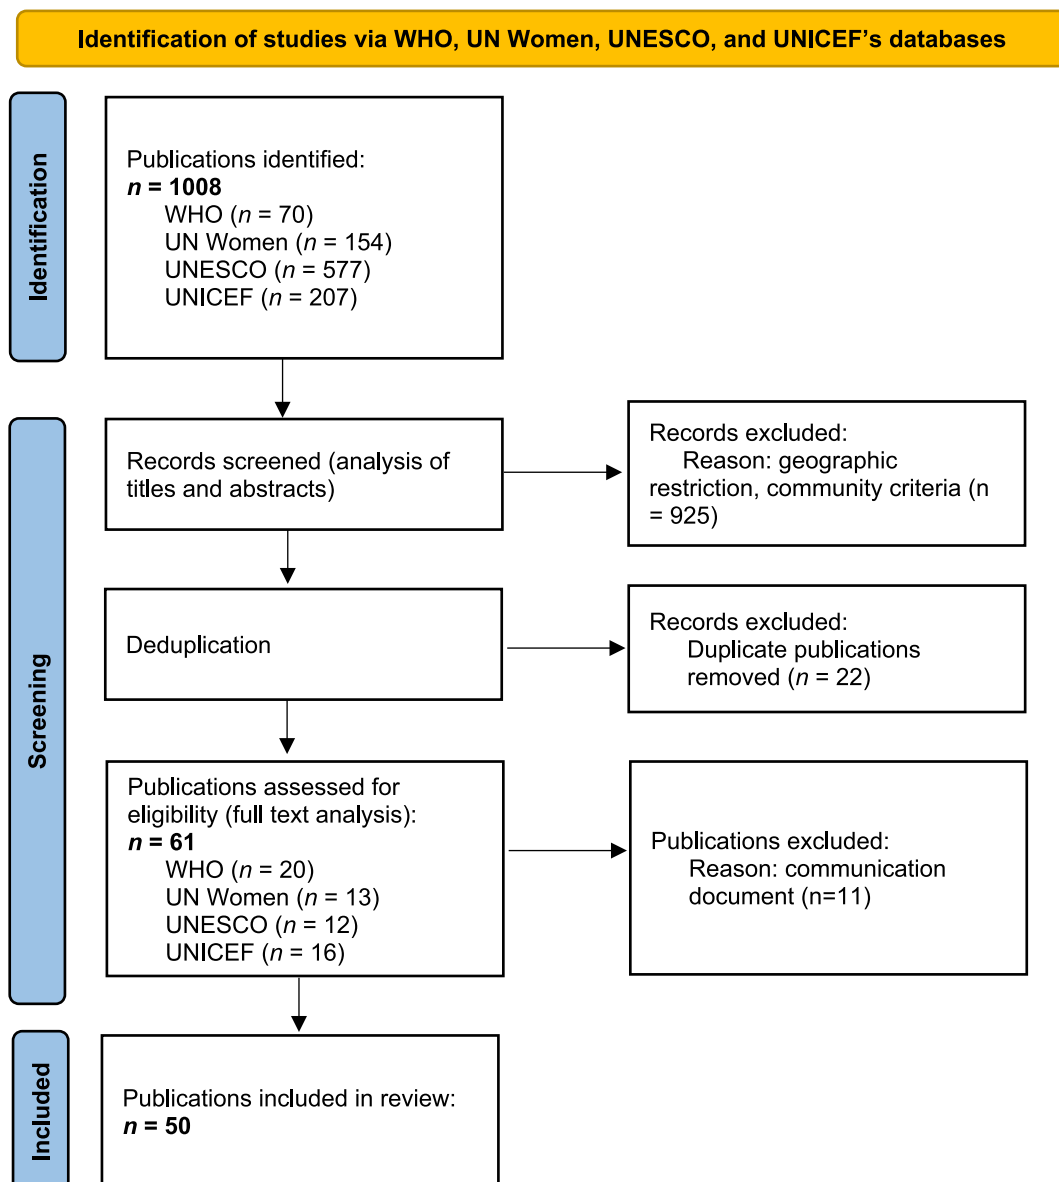 Identification of studies via WHO, UN Women, UNESCO, and UNICEF's databases
Identification
Publications identified:
n = 1008
WHO (n = 70)
UN Women (n = 154)
UNESCO (n = 577)
UNICEF (n = 207)
Screening
Records screened (analysis of
titles and abstracts)
Records excluded:
Reason: geographic
restriction, community criteria (n
= 925)
Deduplication
Records excluded:
Duplicate publications
removed (n = 22)
Publications assessed for
eligibility (full text analysis):
n = 61
WHO (n = 20)
UN Women (n = 13)
UNESCO (n = 12)
UNICEF (n = 16)
Publications excluded:
Reason: communication
document (n=11)
Included
Publications included in review:
n = 50